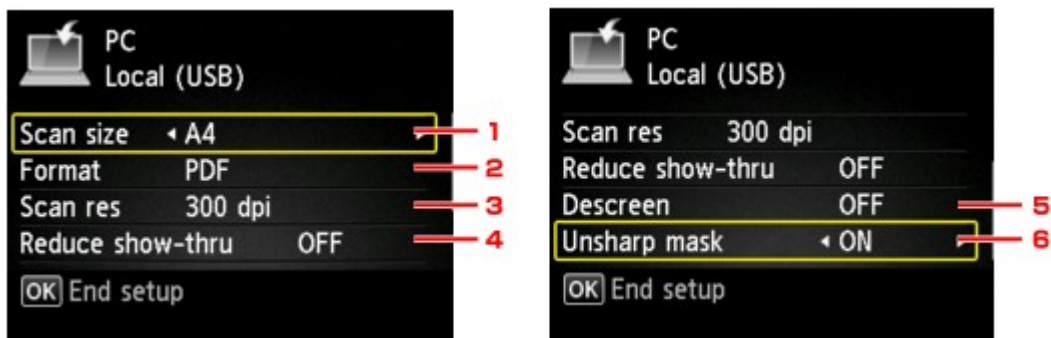 PC
Local (USB)
Scan size A4 1
Format PDF 2
Scan res 300 dpi 3
Reduce show-thru OFF 4
OK End setup
PC
Local (USB)
Scan res 300 dpi
Reduce show-thru OFF
Descreen OFF 5
Unsharp mask ON 6
OK End setup